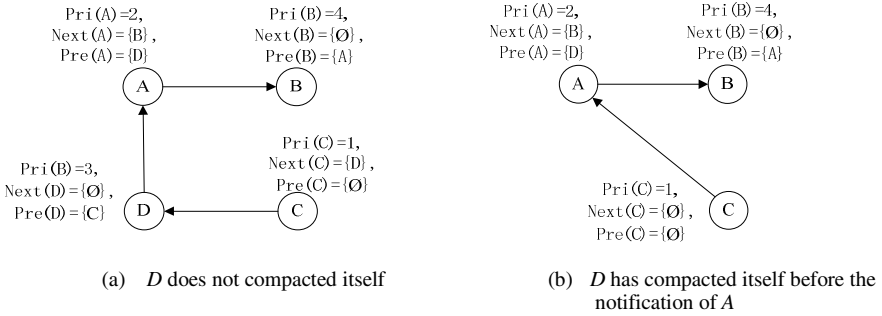 Pri(A)=2,
Next(A)={B},
Pre(A)={D}
Pri(B)=4,
Next(B)={Ø},
Pre(B)={A}
A
B
Pri(B)=3,
Next(D)={Ø},
Pre(D)={C}
D
Pri(C)=1,
Next(C)={D},
Pre(C)={Ø}
C
(a) D does not compacted itself
Pri(A)=2,
Next(A)={B},
Pre(A)={D}
Pri(B)=4,
Next(B)={Ø},
Pre(B)={A}
A
B
Pri(C)=1,
Next(C)={Ø},
Pre(C)={Ø}
C
(b) D has compacted itself before the
notification of A